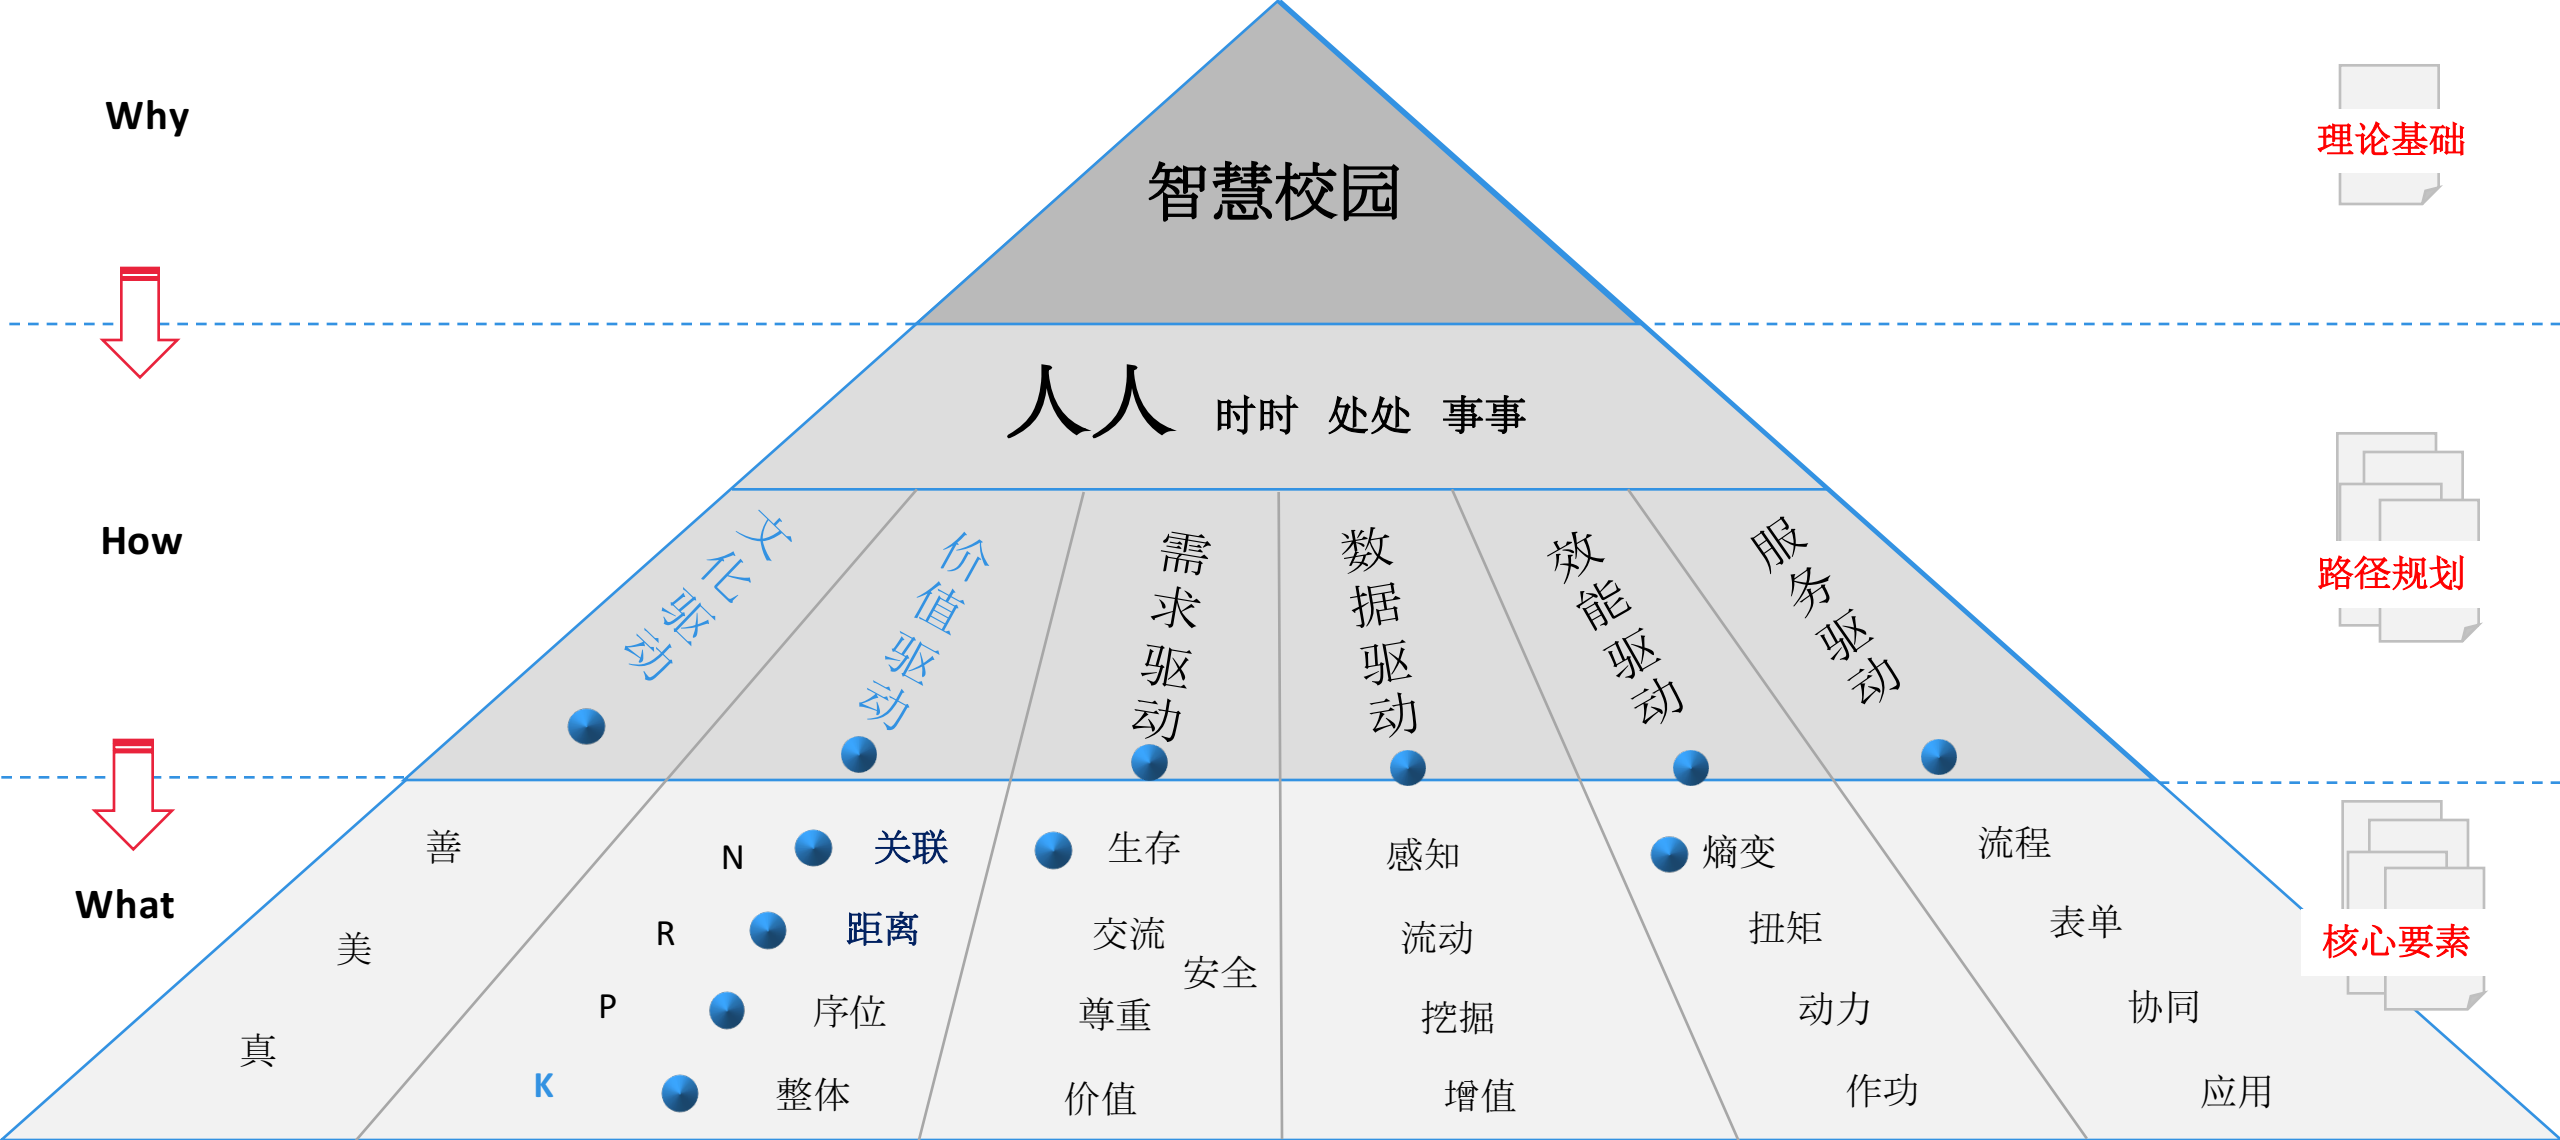 Why
智慧校园
理论基础
人人 时时 处处 事事
How
文化驱动
价值驱动
需求驱动
数据驱动
效能驱动
服务驱动
路径规划
What
善
美
真
N 关联
R 距离
P 序位
K 整体
生存
交流
安全
尊重
价值
感知
流动
挖掘
增值
熵变
扭矩
动力
作功
流程
表单
协同
应用
核心要素